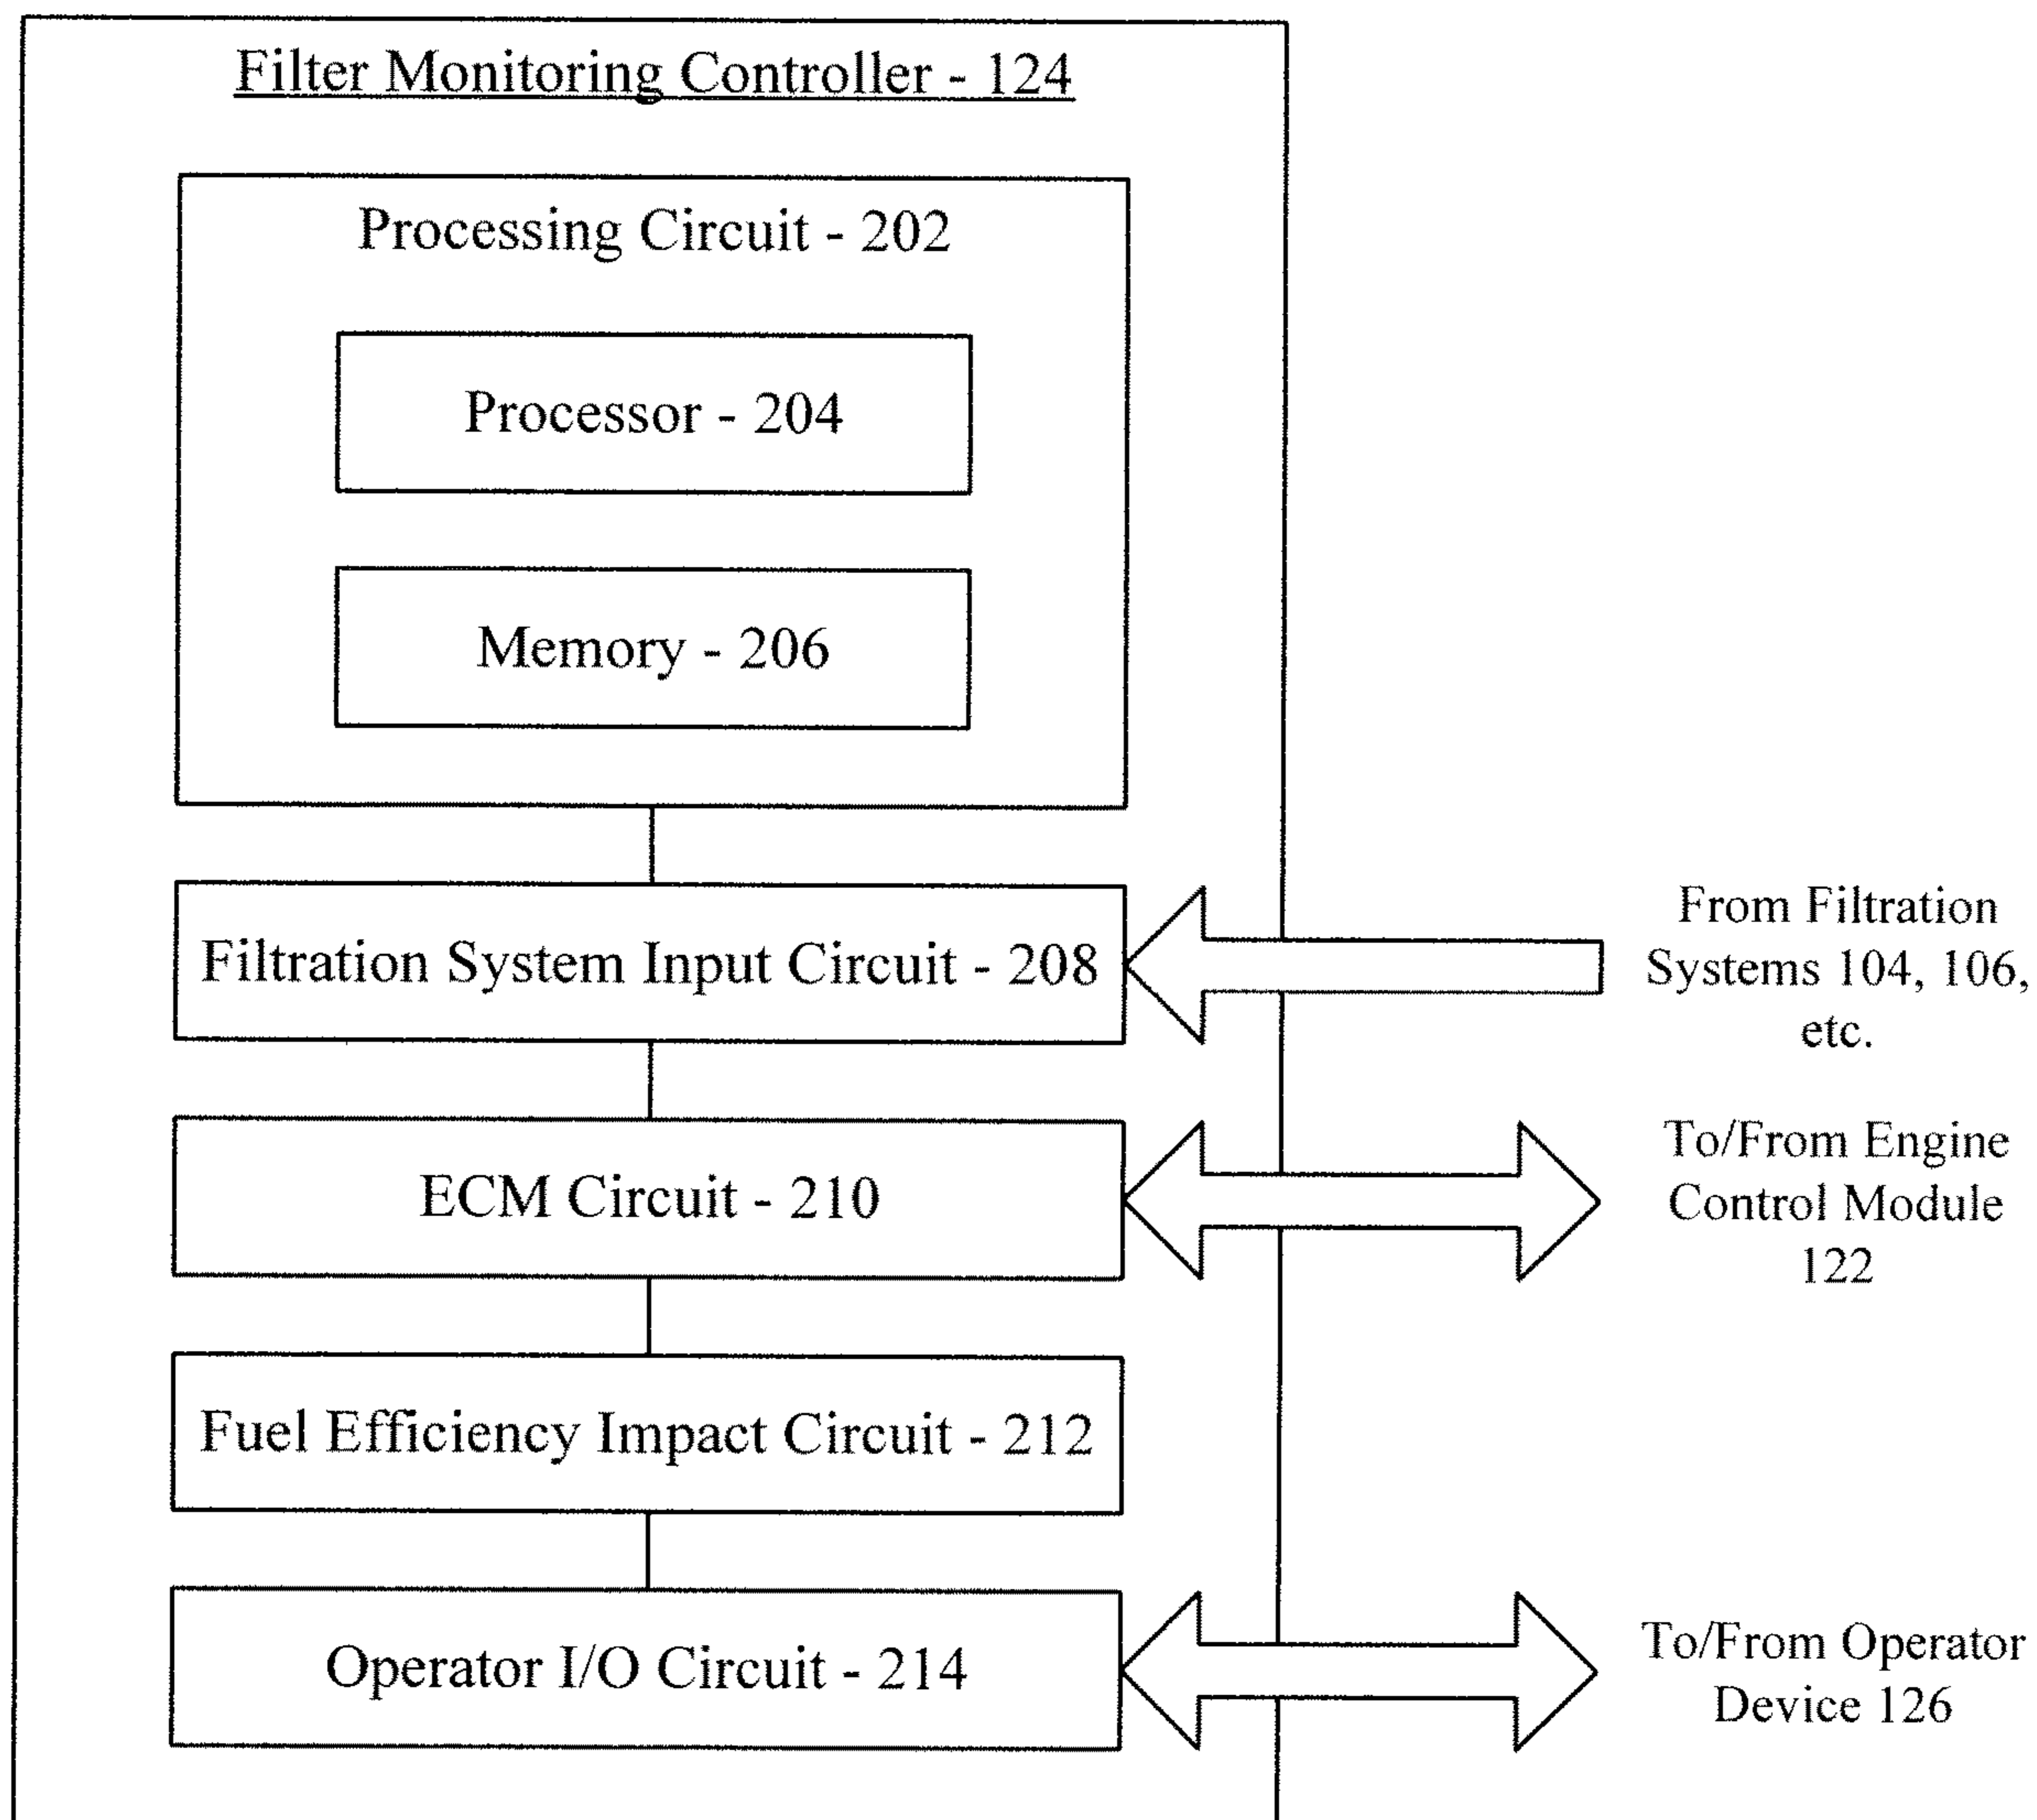 Filter Monitoring Controller - 124
Processing Circuit - 202
Processor - 204
Memory - 206
Filtration System Input Circuit - 208
From Filtration
Systems 104, 106,
etc.
ECM Circuit - 210
To/From Engine
Control Module
122
Fuel Efficiency Impact Circuit - 212
Operator I/O Circuit - 214
To/From Operator
Device 126